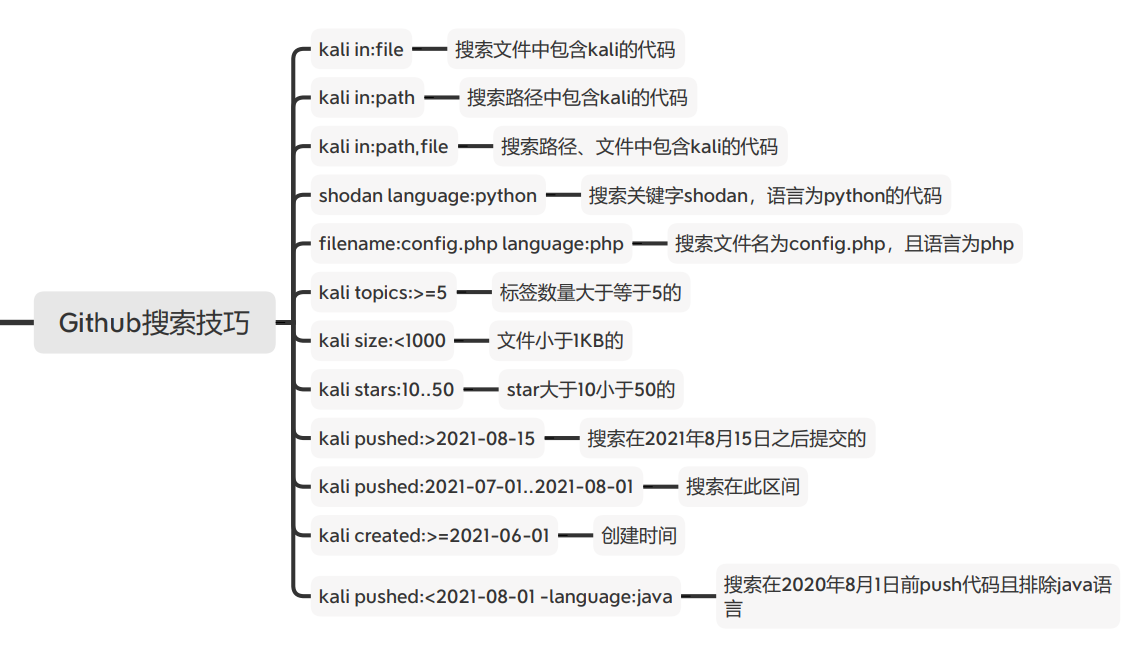 kali in:file
搜索文件中包含kali的代码
kali in:path
搜索路径中包含kali的代码
kali in:path,file
搜索路径、文件中包含kali的代码
shodan language:python
搜索关键字shodan，语言为python的代码
filename:config.php language:php
搜索文件名为config.php，且语言为php
kali topics:>=5
标签数量大于等于5的
Github搜索技巧
kali size:<1000
文件小于1KB的
kali stars:10..50
star大于10小于50的
kali pushed:>2021-08-15
搜索在2021年8月15日之后提交的
kali pushed:2021-07-01..2021-08-01
搜索在此区间
kali created:>=2021-06-01
创建时间
kali pushed:<2021-08-01 -language:java
搜索在2020年8月1日前push代码且排除java语
言